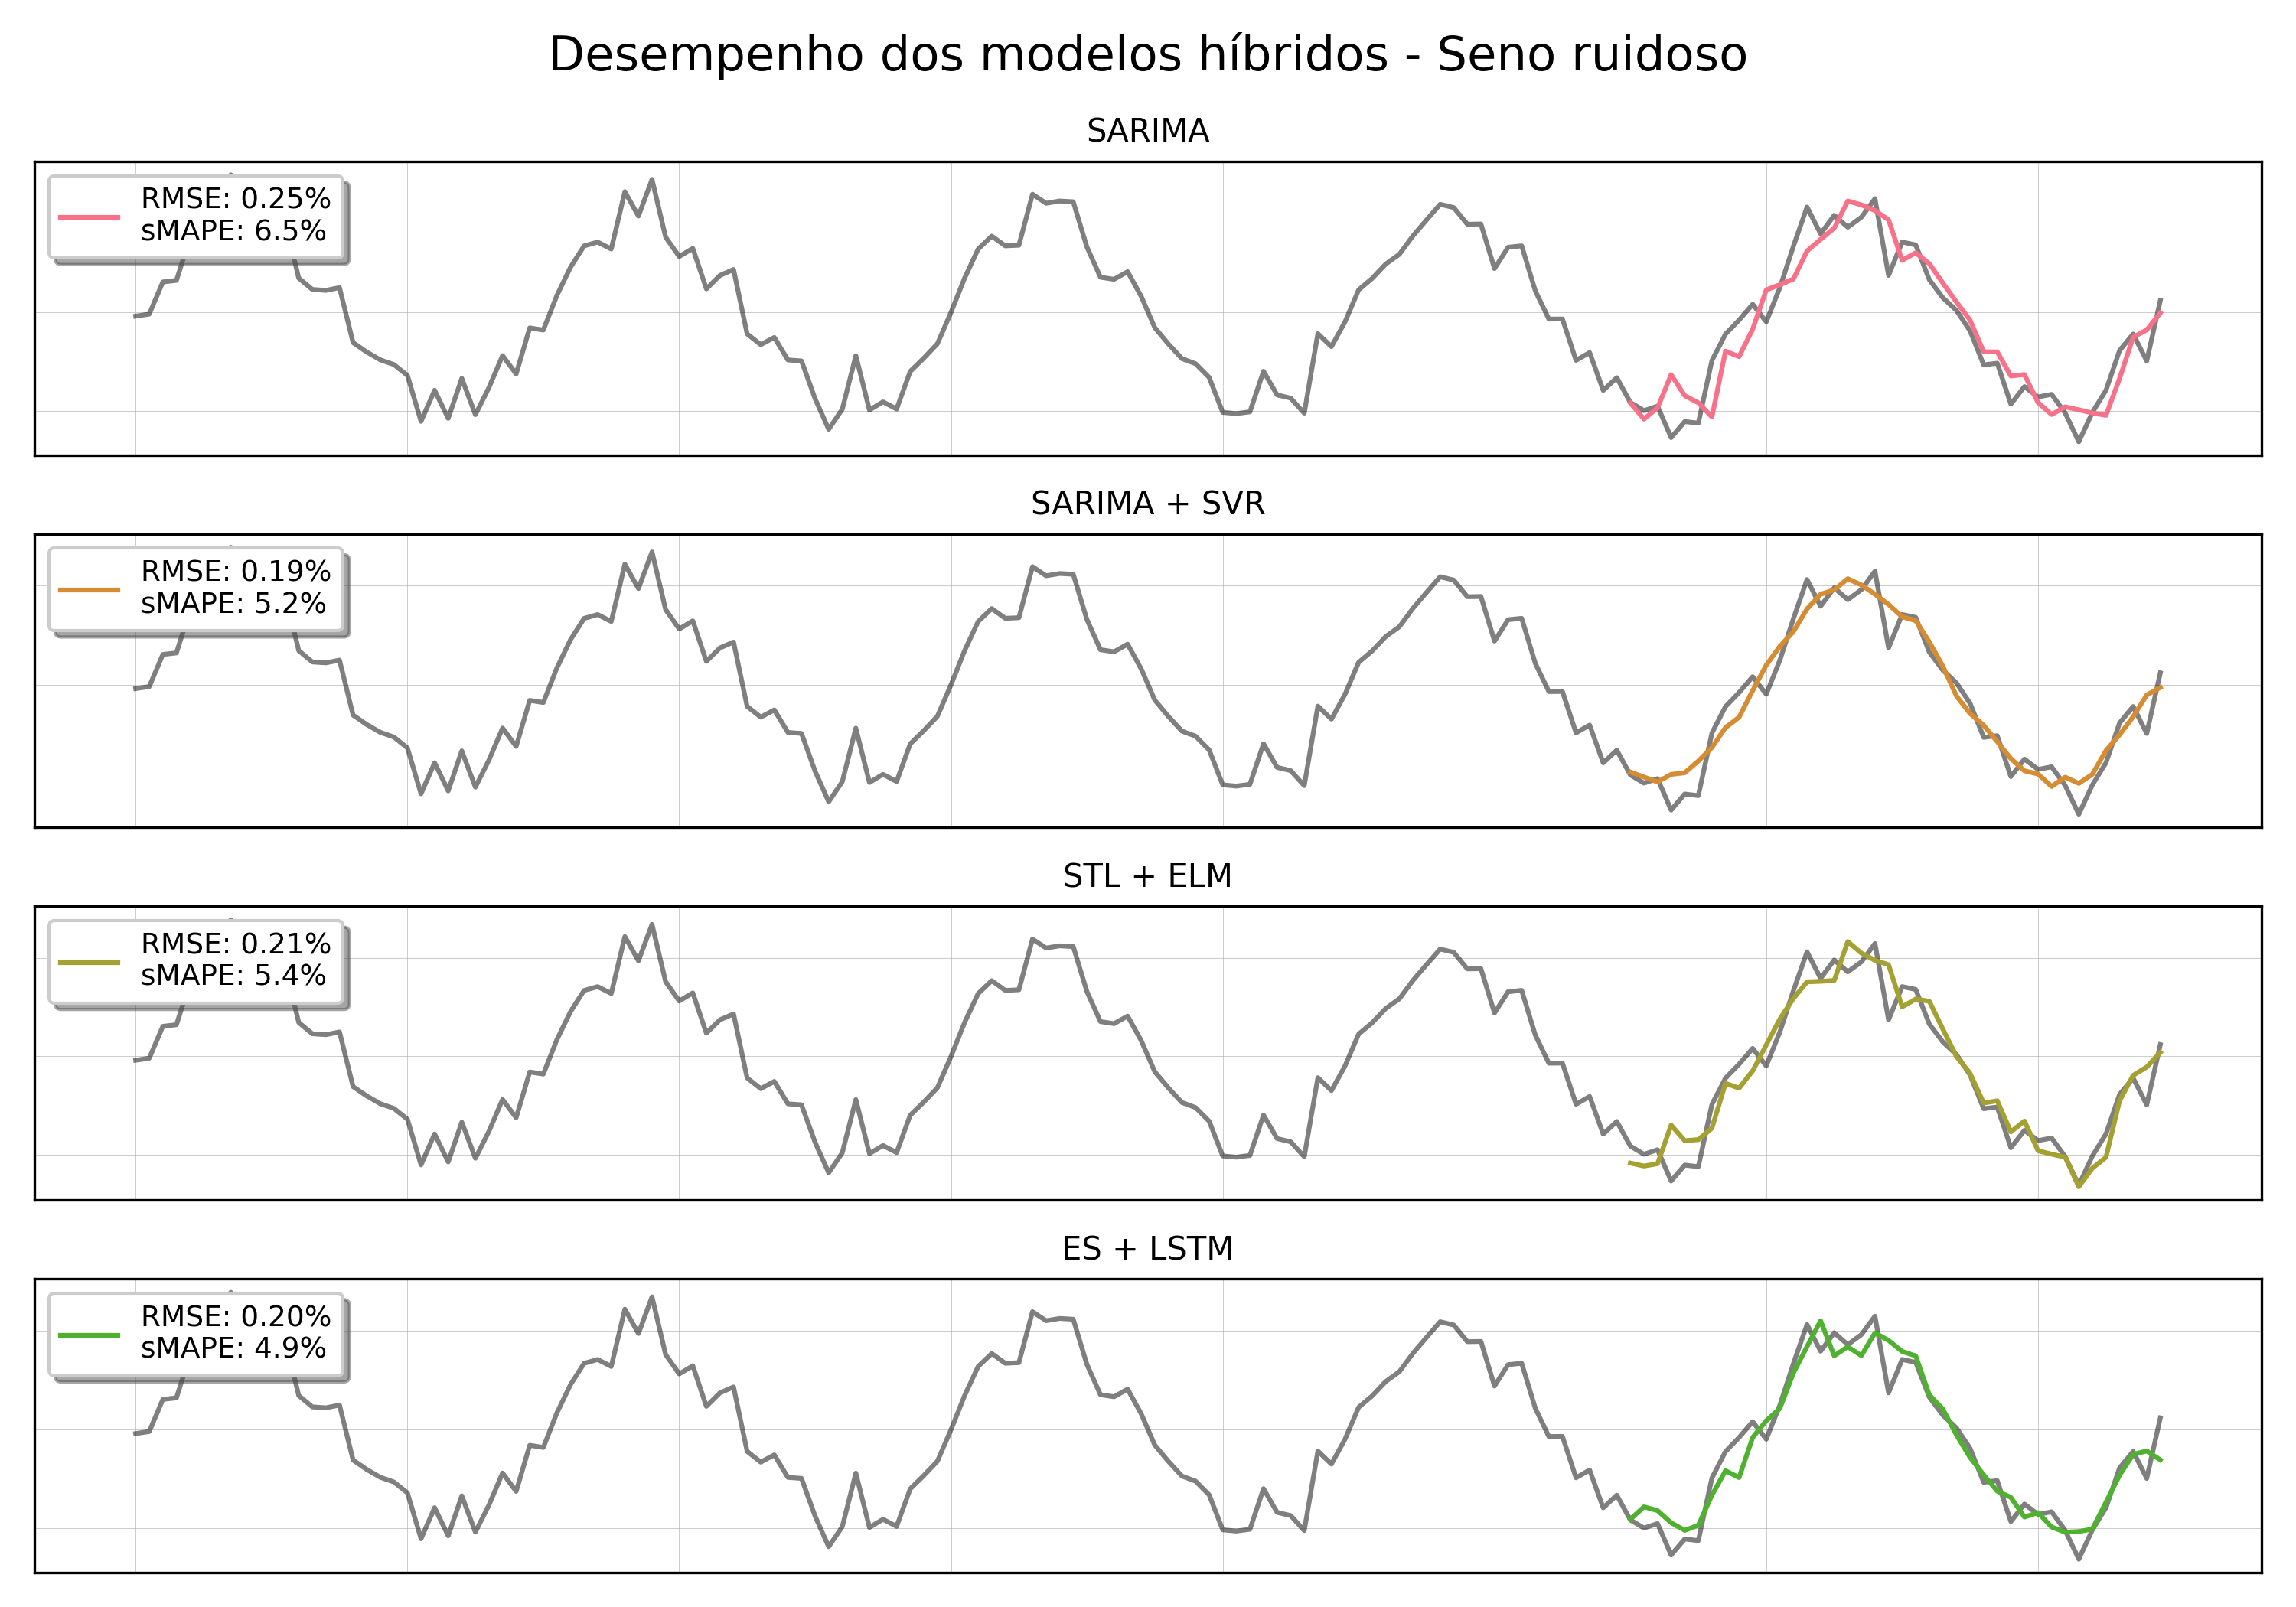 Desempenho dos modelos híbridos - Seno ruidoso
SARIMA
RMSE: 0.25%
sMAPE: 6.5%
SARIMA + SVR
RMSE: 0.19%
sMAPE: 5.2%
STL + ELM
RMSE: 0.21%
sMAPE: 5.4%
ES + LSTM
RMSE: 0.20%
sMAPE: 4.9%